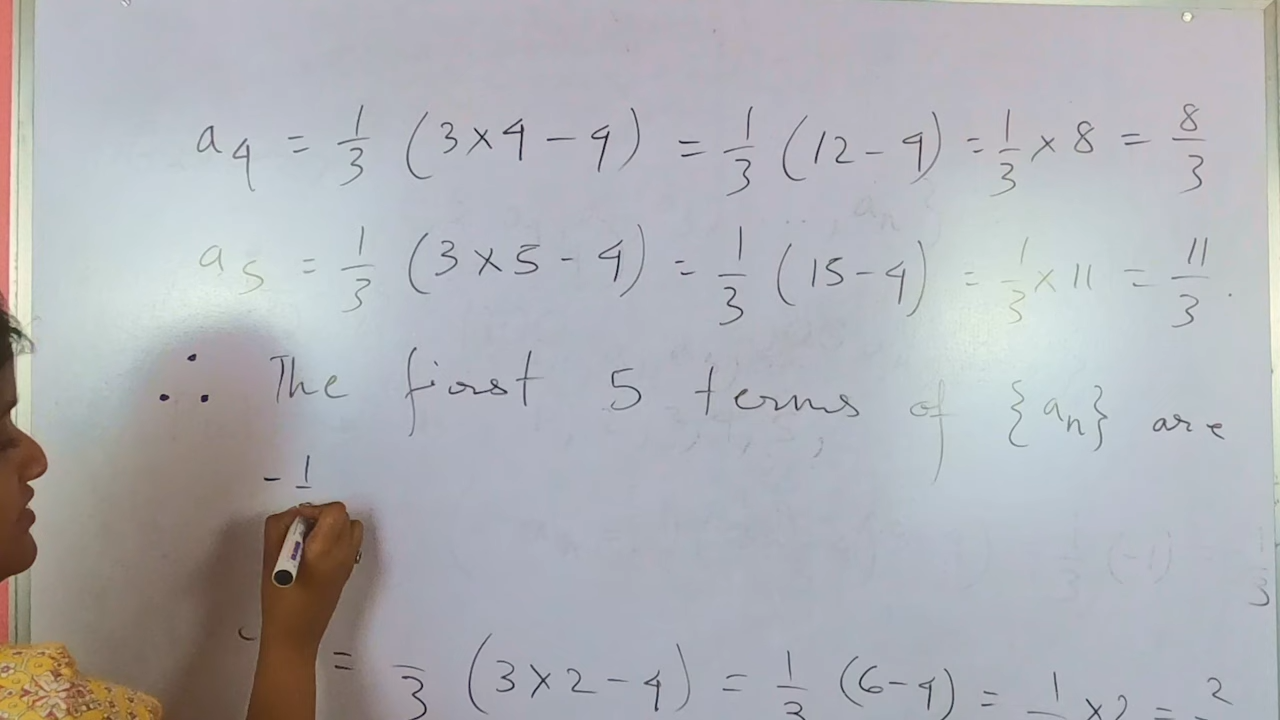 a₄ = 1/3 (3×4-4) = 1/3 (12-4) = 1/3 × 8 = 8/3
a₅ = 1/3 (3×5-4) = 1/3 (15-4) = 1/3 × 11 = 11/3.
∴ The first 5 terms of {aₙ} are
- 1
= /3 (3×2-4) = 1/3 (6-4) = 1/ ×2 = 2